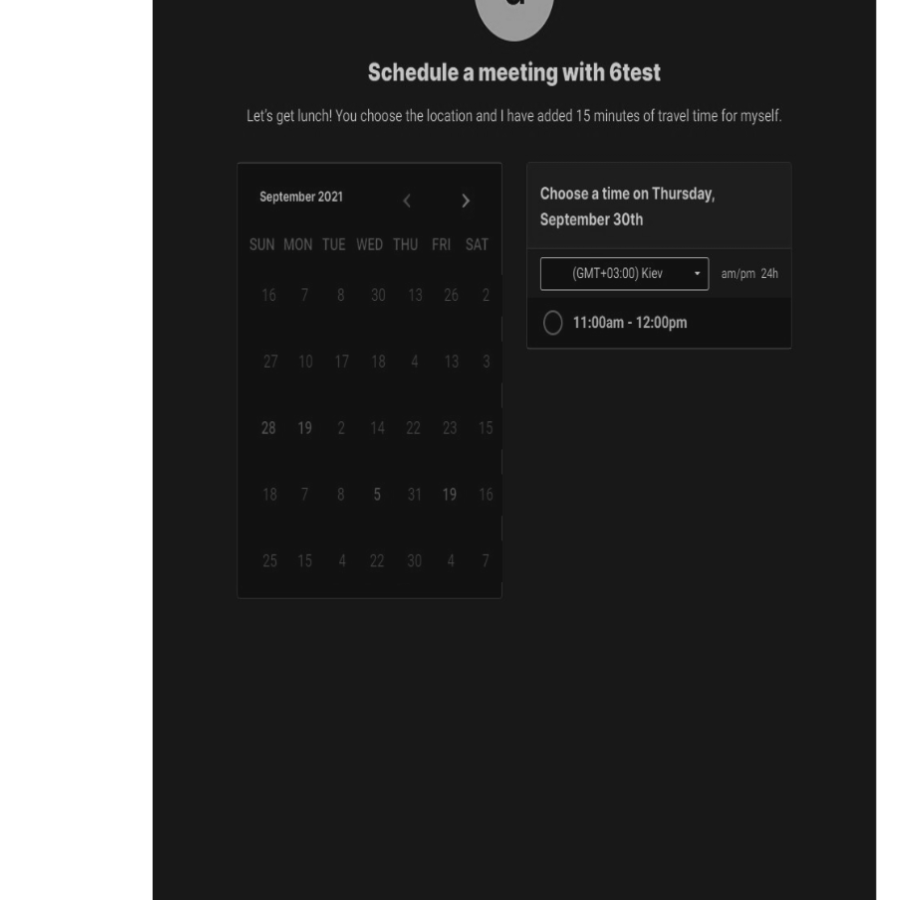 Schedule a meeting with 6test
Let's get lunch! You choose the location and I have added 15 minutes of travel time for myself.
September 2021
SUN MON TUE WED THU FRI SAT
16 7 8 30 13 26 2
27 10 17 18 4 13 3
28 19 2 14 22 23 15
18 7 8 5 31 19 16
25 15 4 22 30 4 7
Choose a time on Thursday,
September 30th
(GMT+03:00) Kiev am/pm 24h
11:00am - 12:00pm